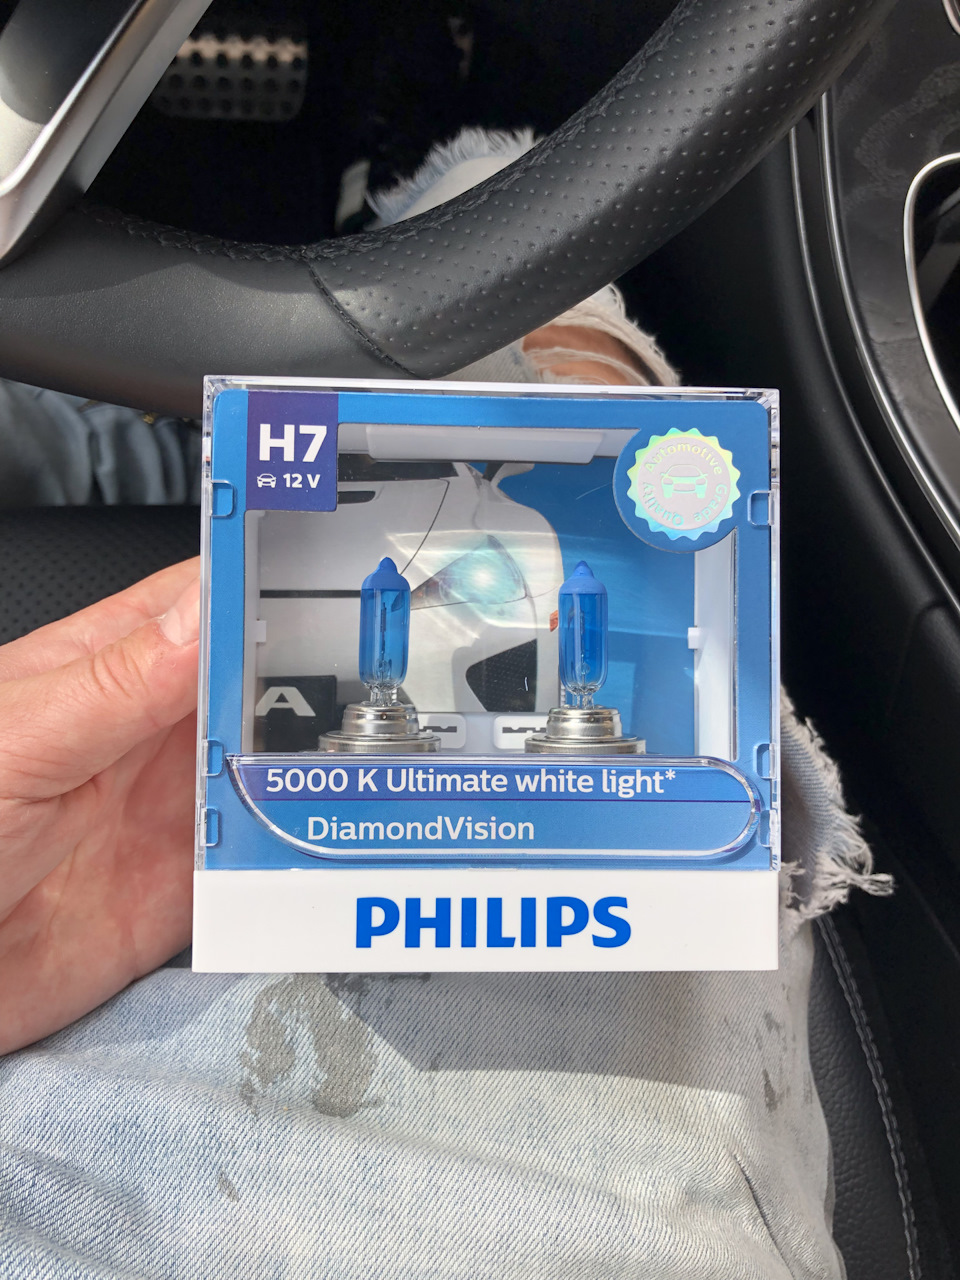 H7
12 V
Automotive Grade Quality
A
5000 K Ultimate white light*
DiamondVision
PHILIPS